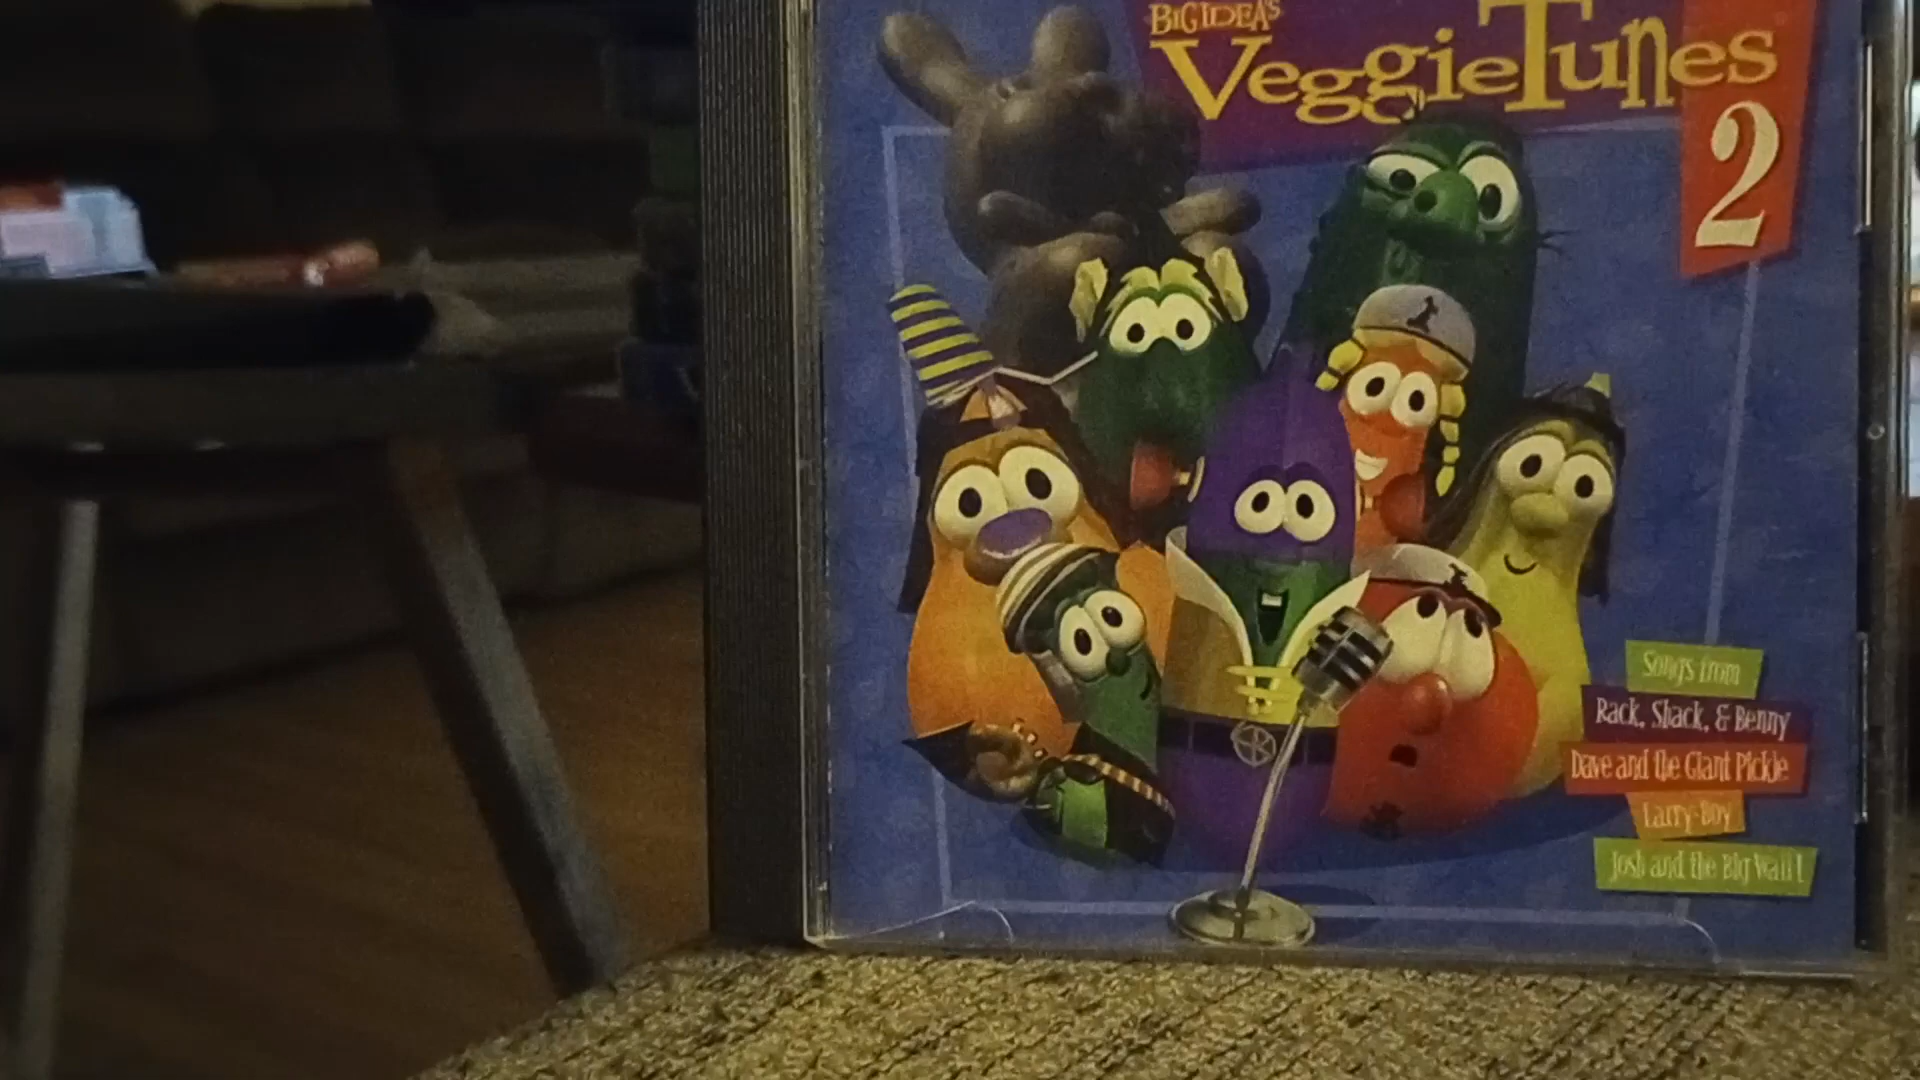 BIG IDEA'S
VeggieTunes
2
Songs from
Rack, Shack, & Benny
Dave and the Giant Pickle
Larry-Boy
Josh and the Big Wall!